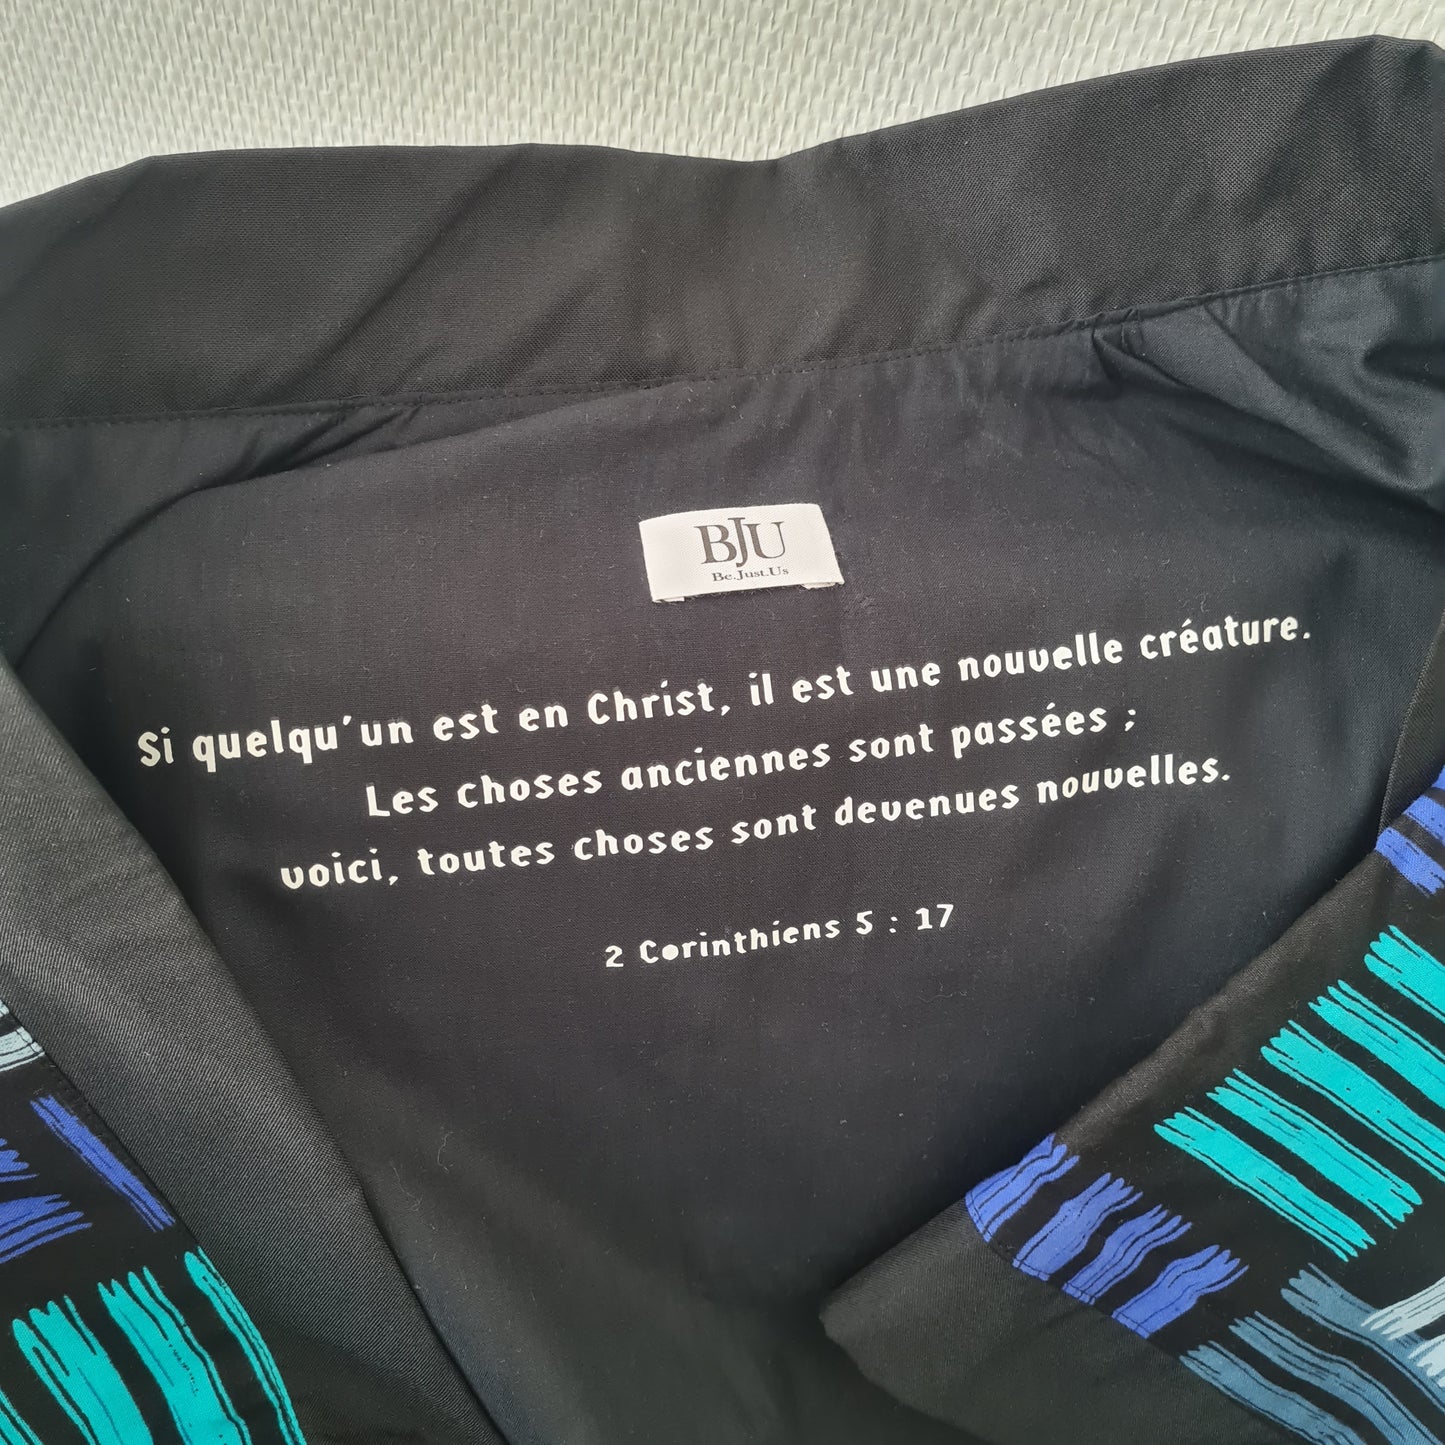 BJU
Be.Just.Us
Si quelqu'un est en Christ, il est une nouvelle créature.
Les choses anciennes sont passées ;
voici, toutes choses sont devenues nouvelles.
2 Corinthiens 5 : 17